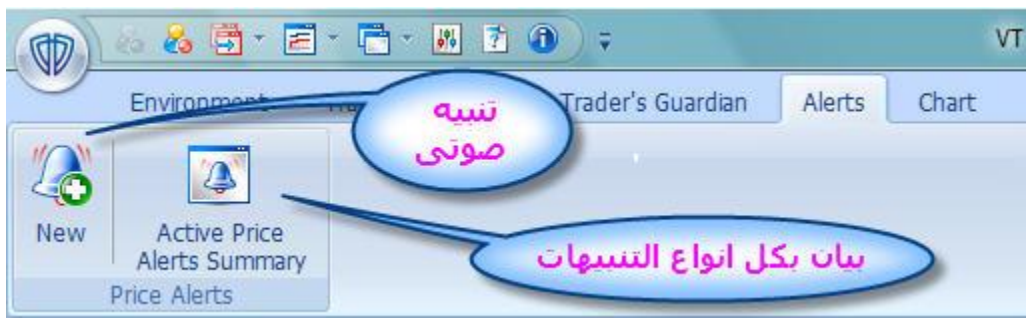 VT
Environment
Trader's Guardian
Alerts
Chart
تنبيه
صوتى
New
Active Price
Alerts Summary
بيان بكل انواع التنبيهات
Price Alerts